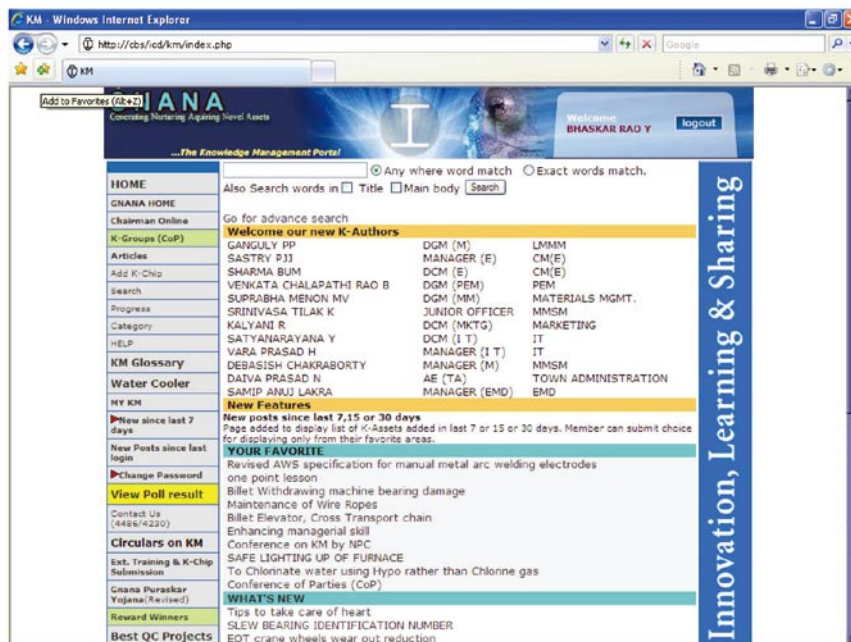 KM - Windows Internet Explorer
http://cbs/icd/km/index.php
Google
KM
Add to Favorites (Alt+Z)
GNANA
Generating Nurturing Aquiring Novel Assets
...The Knowledge Management Portal
Welcome
BHASKAR RAO Y
logout
HOME
GNANA HOME
Chairman Online
K-Groups (CoP)
Articles
Add K-Chip
Search
Progress
Category
HELP
KM Glossary
Water Cooler
MY KM
New since last 7
days
New Posts since last
login
Change Password
View Poll result
Contact Us
(4486/4230)
Circulars on KM
Ext. Training & K-Chip
Submission
Gnana Puraskar
Yojana(Revised)
Reward Winners
Best QC Projects
Any where word match Exact words match.
Also Search words in Title Main body Search
Go for advance search
Welcome our new K-Authors
GANGULY PP DGM (M) LMMM
SASTRY PJJ MANAGER (E) CM(E)
SHARMA BUM DCM (E) CM(E)
VENKATA CHALAPATHI RAO B DGM (PEM) PEM
SUPRABHA MENON MV DGM (MM) MATERIALS MGMT.
SRINIVASA TILAK K JUNIOR OFFICER MMSM
KALYANI R DCM (MKTG) MARKETING
SATYANARAYANA Y DCM (I T) IT
VARA PRASAD H MANAGER (I T) IT
DEBASISH CHAKRABORTY MANAGER (M) MMSM
DAIVA PRASAD N AE (TA) TOWN ADMINISTRATION
SAMIP ANUJ LAKRA MANAGER (EMD) EMD
New Features
New posts since last 7,15 or 30 days
Page added to display list of K-Assets added in last 7 or 15 or 30 days. Member can submit choice
for displaying only from their favorite areas.
YOUR FAVORITE
Revised AWS specification for manual metal arc welding electrodes
one point lesson
Billet Withdrawing machine bearing damage
Maintenance of Wire Ropes
Billet Elevator, Cross Transport chain
Enhancing managerial skill
Conference on KM by NPC
SAFE LIGHTING UP OF FURNACE
To Chlorinate water using Hypo rather than Chlorine gas
Conference of Parties (CoP)
WHAT'S NEW
Tips to take care of heart
SLEW BEARING IDENTIFICATION NUMBER
EOT crane wheels wear out reduction
Innovation, Learning & Sharing